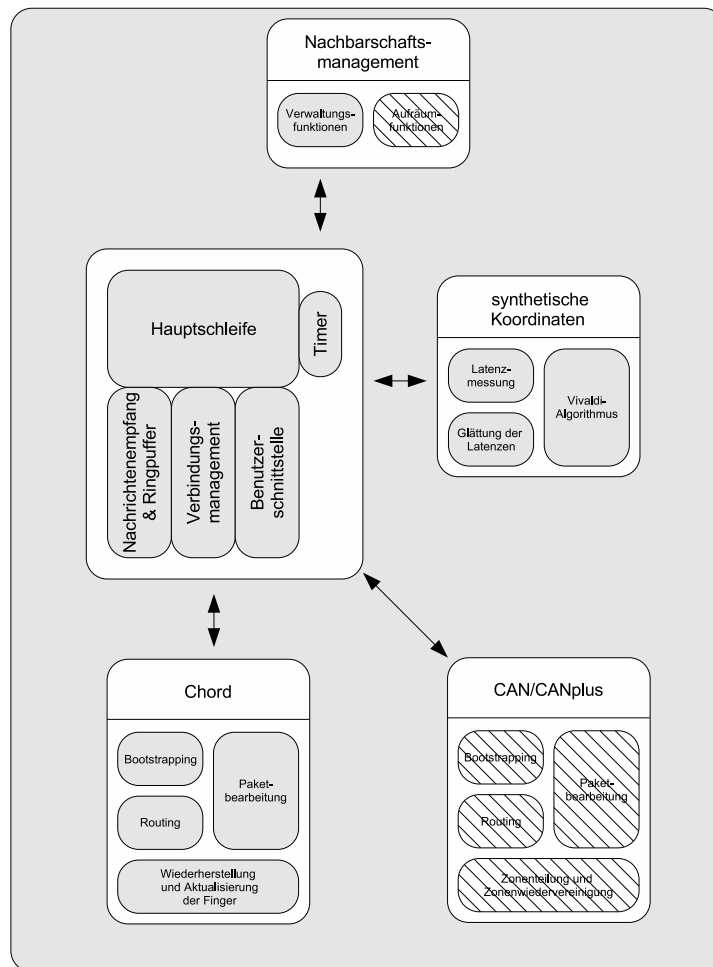 Nachbarschafts-
management
Verwaltungs-
funktionen
Aufräum-
funktionen
Hauptschleife
Timer
Nachrichtenempfang
& Ringpuffer
Verbindungs-
management
Benutzer-
schnittstelle
synthetische
Koordinaten
Latenz-
messung
Glättung der
Latenzen
Vivaldi-
Algorithmus
Chord
Bootstrapping
Routing
Paket-
bearbeitung
Wiederherstellung
und Aktualisierung
der Finger
CAN/CANplus
Bootstrapping
Routing
Paket-
bearbeitung
Zonenteilung und
Zonenwiedervereinigung